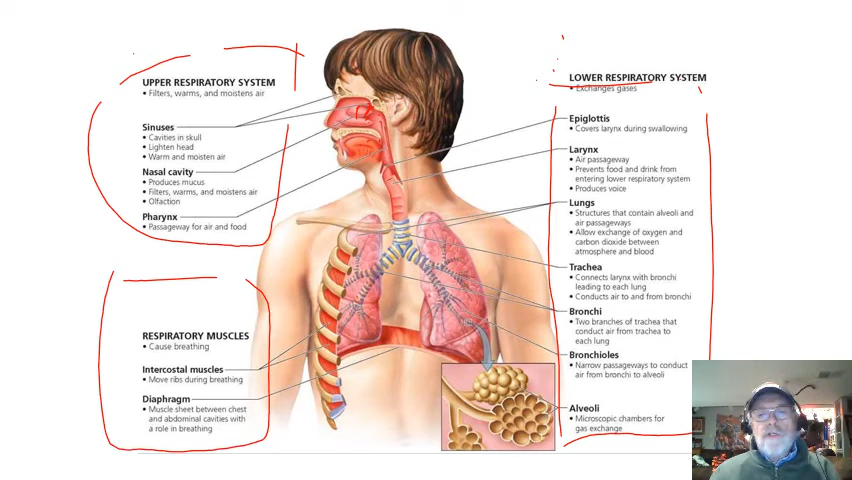 UPPER RESPIRATORY SYSTEM
• Filters, warms, and moistens air
Sinuses
• Cavities in skull
• Lighten head
• Warm and moisten air
Nasal cavity
• Produces mucus
• Filters, warms, and moistens air
• Olfaction
Pharynx
• Passageway for air and food
RESPIRATORY MUSCLES
• Cause breathing
Intercostal muscles
• Move ribs during breathing
Diaphragm
• Muscle sheet between chest
and abdominal cavities with
a role in breathing
LOWER RESPIRATORY SYSTEM
• Exchanges gases
Epiglottis
• Covers larynx during swallowing
Larynx
• Air passageway
• Prevents food and drink from
entering lower respiratory system
• Produces voice
Lungs
• Structures that contain alveoli and
air passageways
• Allow exchange of oxygen and
carbon dioxide between
atmosphere and blood
Trachea
• Connects larynx with bronchi
leading to each lung
• Conducts air to and from bronchi
Bronchi
• Two branches of trachea that
conduct air from trachea to
each lung
Bronchioles
• Narrow passageways to conduct
air from bronchi to alveoli
Alveoli
• Microscopic chambers for
gas exchange